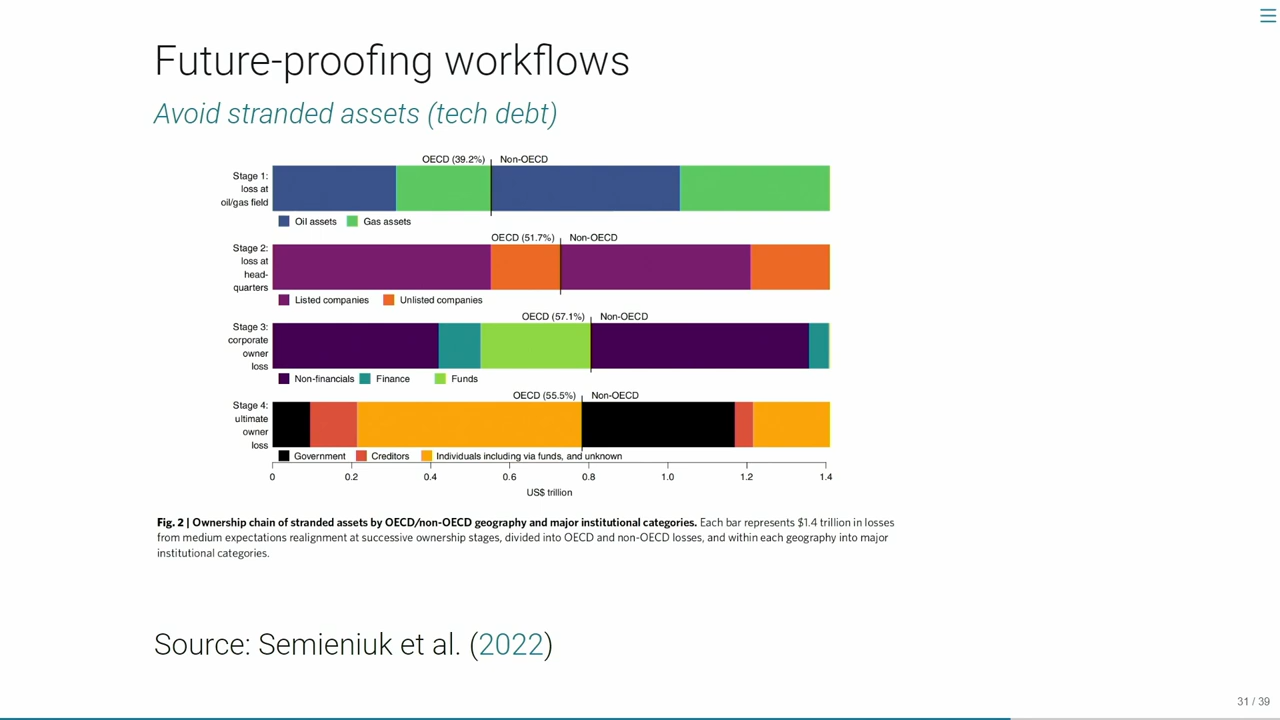 Future-proofing workflows
Avoid stranded assets (tech debt)
OECD (39.2%) Non-OECD
Stage 1:
loss at
oil/gas field
Oil assets Gas assets
OECD (51.7%) Non-OECD
Stage 2:
loss at
head-
quarters
Listed companies Unlisted companies
OECD (57.1%) Non-OECD
Stage 3:
corporate
owner
loss
Non-financials Finance Funds
OECD (55.5%) Non-OECD
Stage 4:
ultimate
owner
loss
Government Creditors Individuals including via funds, and unknown
0 0.2 0.4 0.6 0.8 1.0 1.2 1.4
US$ trillion
Fig. 2 | Ownership chain of stranded assets by OECD/non-OECD geography and major institutional categories. Each bar represents $1.4 trillion in losses
from medium expectations realignment at successive ownership stages, divided into OECD and non-OECD losses, and within each geography into major
institutional categories.
Source: Semieniuk et al. (2022)
31 / 39